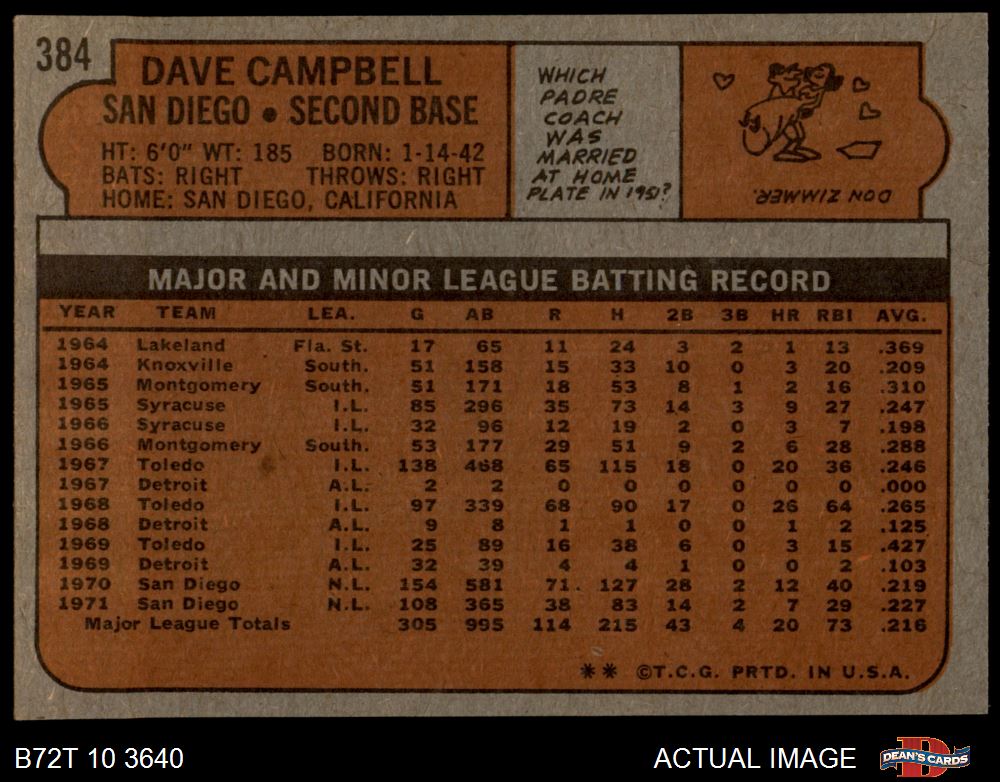 384
DAVE CAMPBELL
SAN DIEGO • SECOND BASE
HT: 6'0" WT: 185 BORN: 1-14-42
BATS: RIGHT THROWS: RIGHT
HOME: SAN DIEGO, CALIFORNIA
WHICH
PADRE
COACH
WAS
MARRIED
AT HOME
PLATE IN 1951?
DON ZIMMER.
MAJOR AND MINOR LEAGUE BATTING RECORD
YEAR TEAM LEA. G AB R H 2B 3B HR RBI AVG.
1964 Lakeland Fla. St. 17 65 11 24 3 2 1 13 .369
1964 Knoxville South. 51 158 15 33 10 0 3 20 .209
1965 Montgomery South. 51 171 18 53 8 1 2 16 .310
1965 Syracuse I.L. 85 296 35 73 14 3 9 27 .247
1966 Syracuse I.L. 32 96 12 19 2 0 3 7 .198
1966 Montgomery South. 53 177 29 51 9 2 6 28 .288
1967 Toledo I.L. 138 468 65 115 18 0 20 36 .246
1967 Detroit A.L. 2 2 0 0 0 0 0 0 .000
1968 Toledo I.L. 97 339 68 90 17 0 26 64 .265
1968 Detroit A.L. 9 8 1 1 0 0 1 2 .125
1969 Toledo I.L. 25 89 16 38 6 0 3 15 .427
1969 Detroit A.L. 32 39 4 4 1 0 0 2 .103
1970 San Diego N.L. 154 581 71 127 28 2 12 40 .219
1971 San Diego N.L. 108 365 38 83 14 2 7 29 .227
Major League Totals 305 995 114 215 43 4 20 73 .216
** ©T.C.G. PRTD. IN U.S.A.
B72T 10 3640
ACTUAL IMAGE
D
DEAN'S CARDS